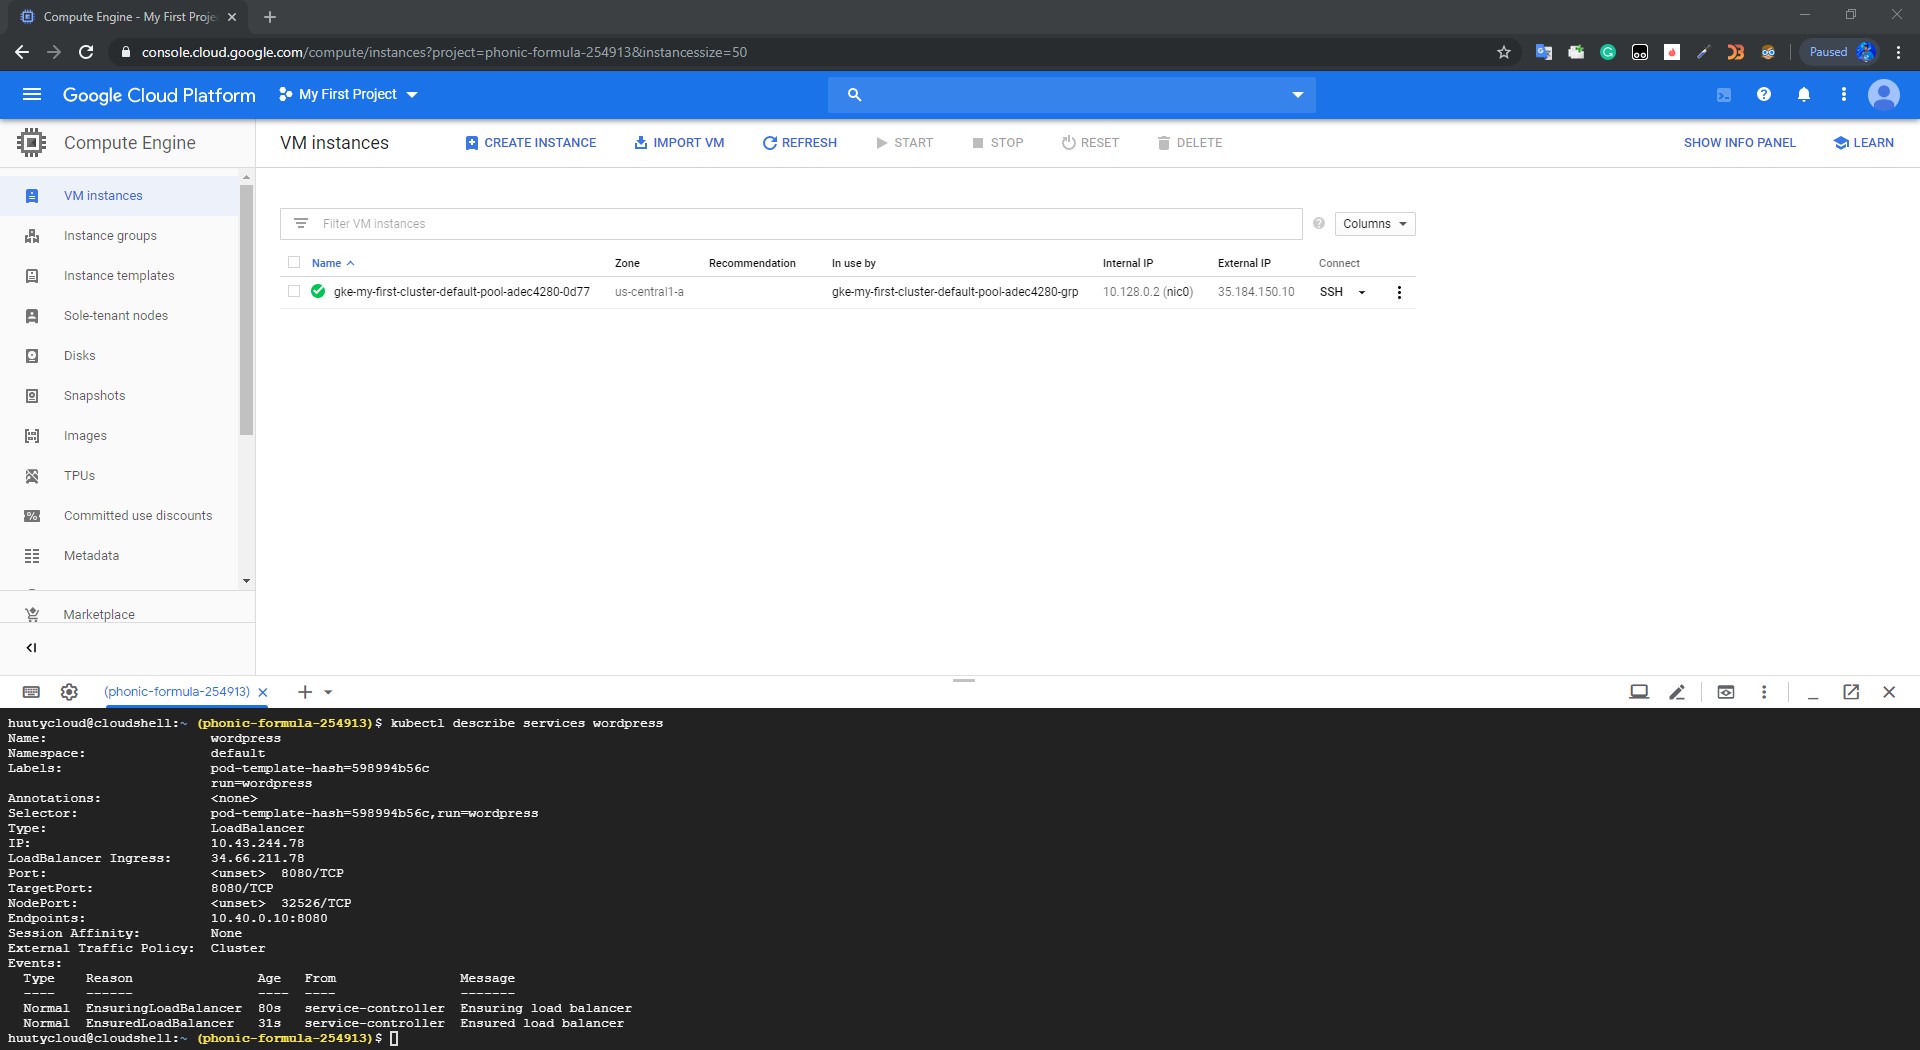 Compute Engine - My First Proje
console.cloud.google.com/compute/instances?project=phonic-formula-254913&instancessize=50
Paused
Google Cloud Platform
My First Project
Compute Engine
VM instances
CREATE INSTANCE
IMPORT VM
REFRESH
START
STOP
RESET
DELETE
SHOW INFO PANEL
LEARN
VM instances
Instance groups
Instance templates
Sole-tenant nodes
Disks
Snapshots
Images
TPUs
Committed use discounts
Metadata
Marketplace
Filter VM instances
Columns
Name Zone Recommendation In use by Internal IP External IP Connect
gke-my-first-cluster-default-pool-adec4280-0d77 us-central1-a gke-my-first-cluster-default-pool-adec4280-grp 10.128.0.2 (nic0) 35.184.150.10 SSH
(phonic-formula-254913)
huutycloud@cloudshell:~ (phonic-formula-254913)$ kubectl describe services wordpress
Name: wordpress
Namespace: default
Labels: pod-template-hash=598994b56c
run=wordpress
Annotations: <none>
Selector: pod-template-hash=598994b56c,run=wordpress
Type: LoadBalancer
IP: 10.43.244.78
LoadBalancer Ingress: 34.66.211.78
Port: <unset> 8080/TCP
TargetPort: 8080/TCP
NodePort: <unset> 32526/TCP
Endpoints: 10.40.0.10:8080
Session Affinity: None
External Traffic Policy: Cluster
Events:
Type Reason Age From Message
---- ------ ---- ---- -------
Normal EnsuringLoadBalancer 80s service-controller Ensuring load balancer
Normal EnsuredLoadBalancer 31s service-controller Ensured load balancer
huutycloud@cloudshell:~ (phonic-formula-254913)$